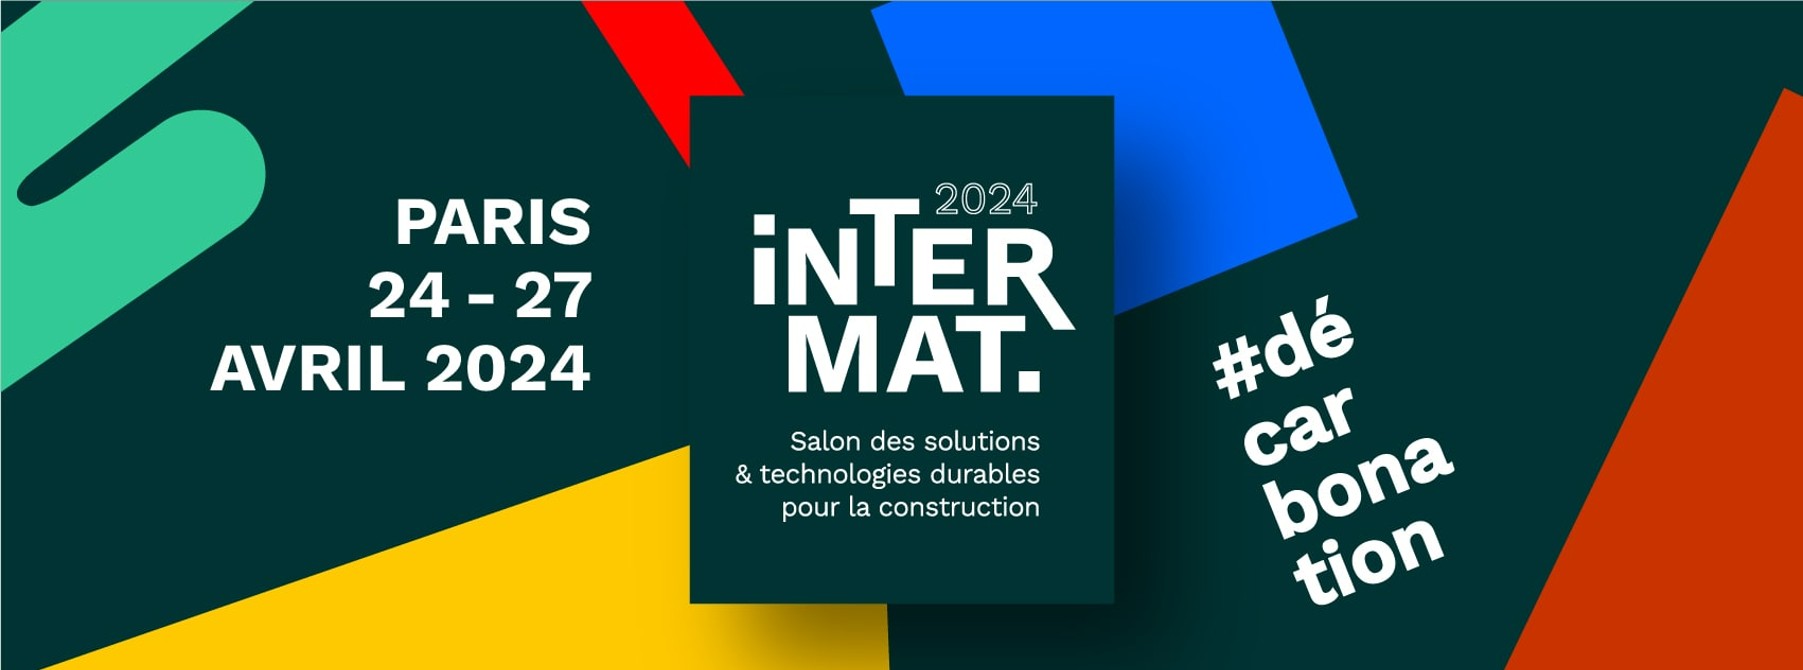 PARIS
24 - 27
AVRIL 2024
2024
iNTER
MAT.
Salon des solutions
& technologies durables
pour la construction
#dé
car
bona
tion